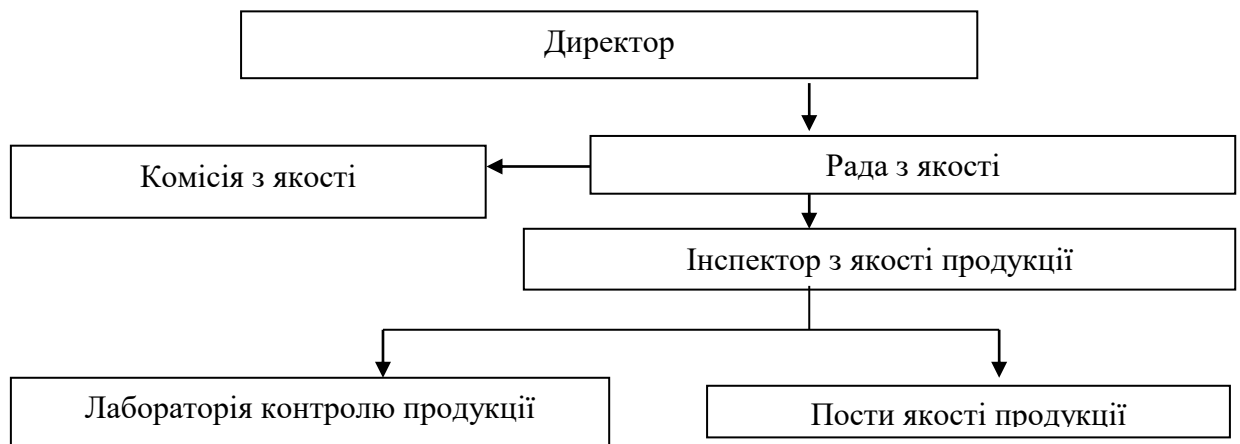 Директор
Комісія з якості
Рада з якості
Інспектор з якості продукції
Лабораторія контролю продукції
Пости якості продукції